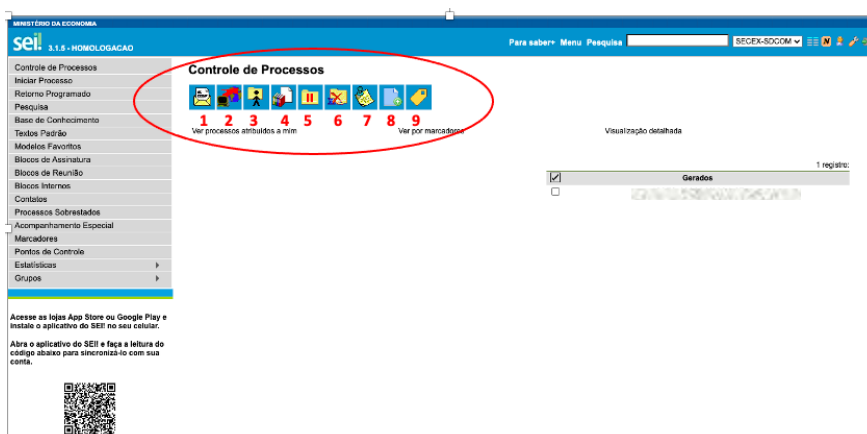 MINISTÉRIO DA ECONOMIA
sei! 3.1.5 - HOMOLOGACAO
Para saber+ Menu Pesquisa SECEX-SDCOM
Controle de Processos
Iniciar Processo
Retorno Programado
Pesquisa
Base de Conhecimento
Textos Padrão
Modelos Favoritos
Blocos de Assinatura
Blocos de Reunião
Blocos Internos
Contatos
Processos Sobrestados
Acompanhamento Especial
Marcadores
Pontos de Controle
Estatísticas
Grupos
Acesse as lojas App Store ou Google Play e
instale o aplicativo do SEI! no seu celular.
Abra o aplicativo do SEI! e faça a leitura do
código abaixo para sincronizá-lo com sua
conta.
Controle de Processos
1 2 3 4 5 6 7 8 9
Ver processos atribuídos a mim Ver por marcadores Visualização detalhada
1 registro:
Gerados